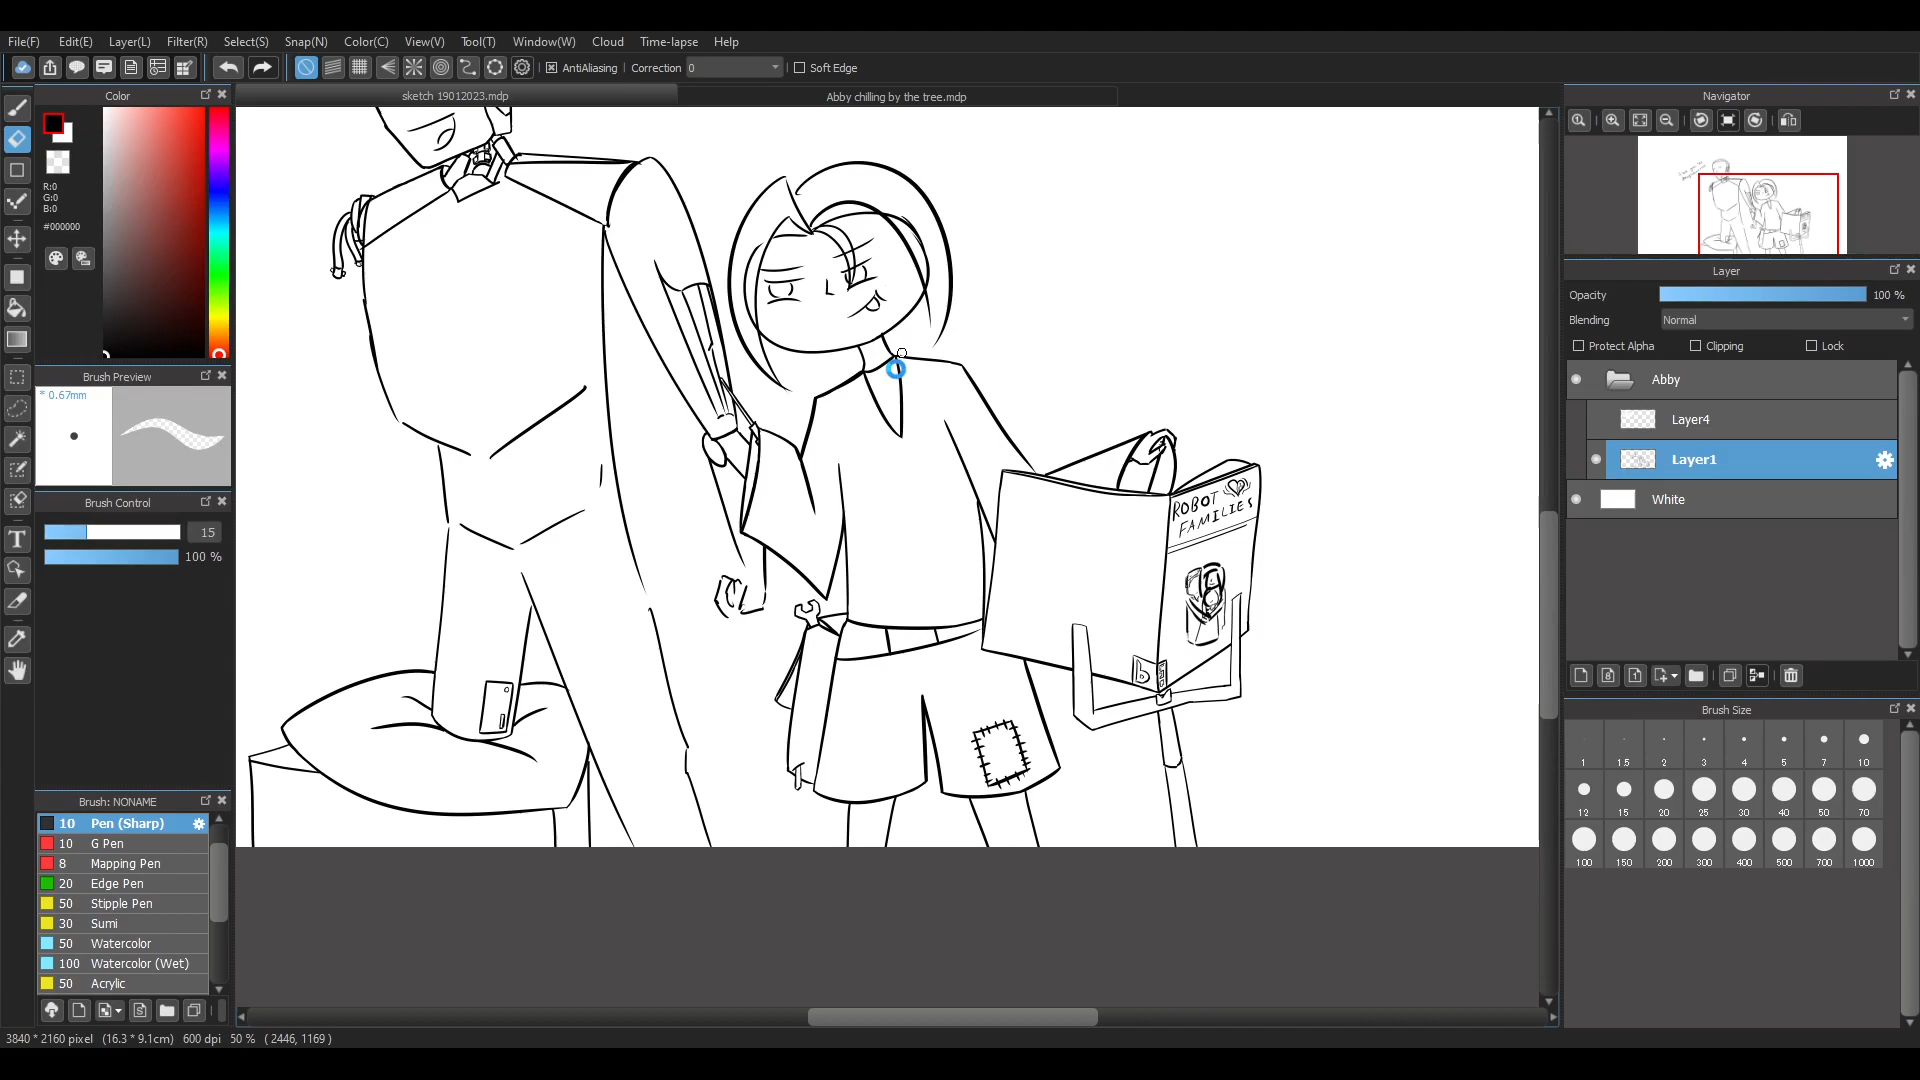 File(F) Edit(E) Layer(L) Filter(R) Select(S) Snap(N) Color(C) View(V) Tool(T) Window(W) Cloud Time-lapse Help
AntiAliasing Correction 0 Soft Edge
Color
sketch 19012023.mdp
Abby chilling by the tree.mdp
R:0
G:0
B:0
#000000
Brush Preview
* 0.67mm
Brush Control
15
100 %
Brush: NONAME
10 Pen (Sharp)
10 G Pen
8 Mapping Pen
20 Edge Pen
50 Stipple Pen
30 Sumi
50 Watercolor
100 Watercolor (Wet)
50 Acrylic
ROBOT
FAMILIES
b
Navigator
Layer
Opacity 100 %
Blending Normal
Protect Alpha Clipping Lock
Abby
Layer4
Layer1
White
Brush Size
1 1.5 2 3 4 5 7 10
12 15 20 25 30 40 50 70
100 150 200 300 400 500 700 1000
3840 * 2160 pixel (16.3 * 9.1cm) 600 dpi 50 % ( 2446, 1169 )